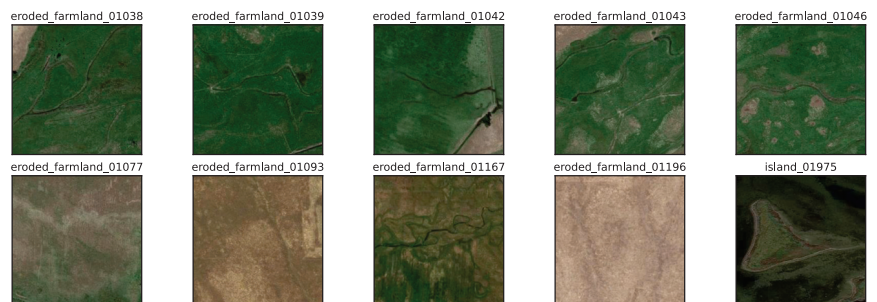 eroded_farmland_01038
eroded_farmland_01039
eroded_farmland_01042
eroded_farmland_01043
eroded_farmland_01046
eroded_farmland_01077
eroded_farmland_01093
eroded_farmland_01167
eroded_farmland_01196
island_01975